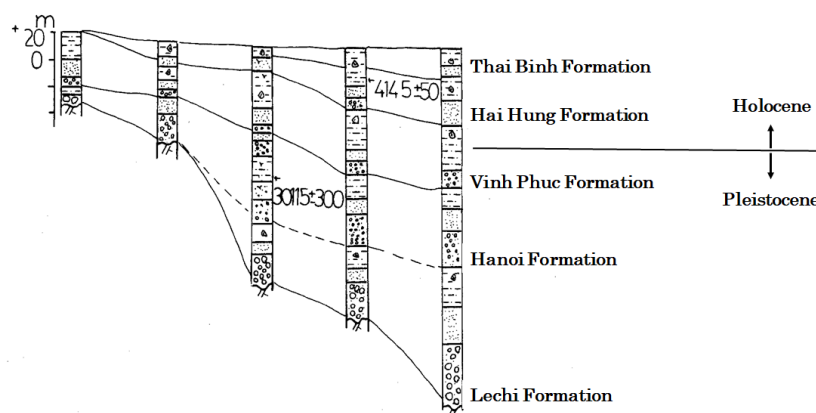 m
+20
0
Thai Binh Formation
4145±50
Hai Hung Formation
Holocene
Vinh Phuc Formation
30115±300
Pleistocene
Hanoi Formation
Lechi Formation